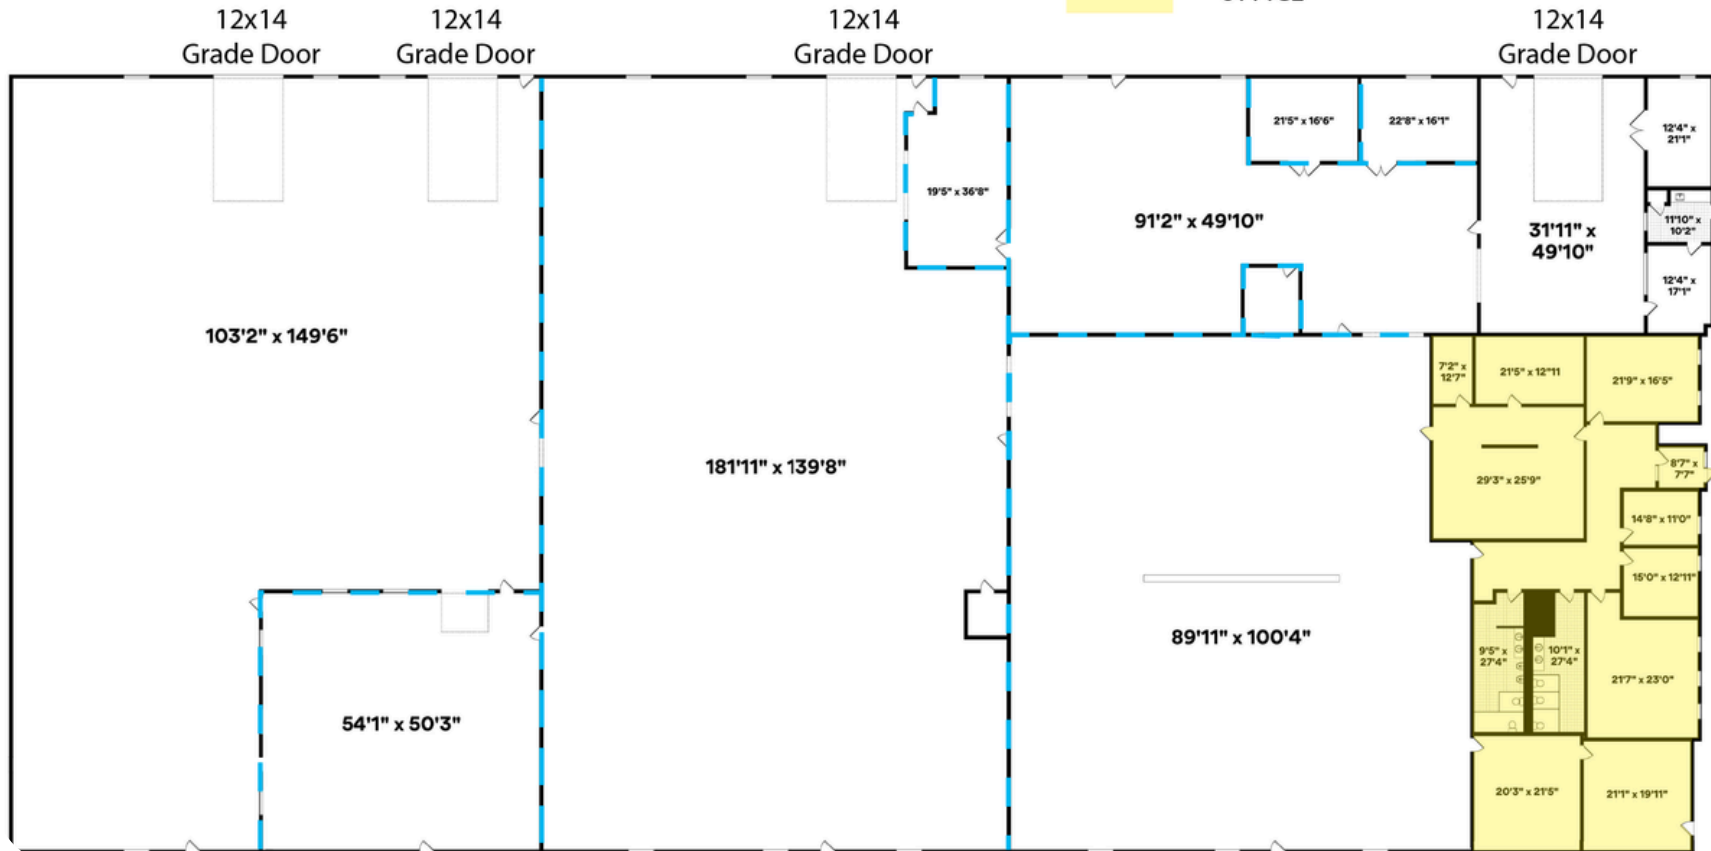 OFFICE
12x14
Grade Door
12x14
Grade Door
12x14
Grade Door
12x14
Grade Door
21'5" x 16'6"
22'8" x 16'1"
12'4" x
21'1"
19'5" x 36'8"
91'2" x 49'10"
31'11" x
49'10"
11'10" x
10'2"
12'4" x
17'1"
103'2" x 149'6"
7'2" x
12'7"
21'5" x 12'11
21'9" x 16'5"
181'11" x 139'8"
29'3" x 25'9"
8'7" x
7'7"
14'8" x 11'0"
15'0" x 12'11"
89'11" x 100'4"
9'5" x
27'4"
10'1" x
27'4"
21'7" x 23'0"
54'1" x 50'3"
20'3" x 21'5"
21'1" x 19'11"